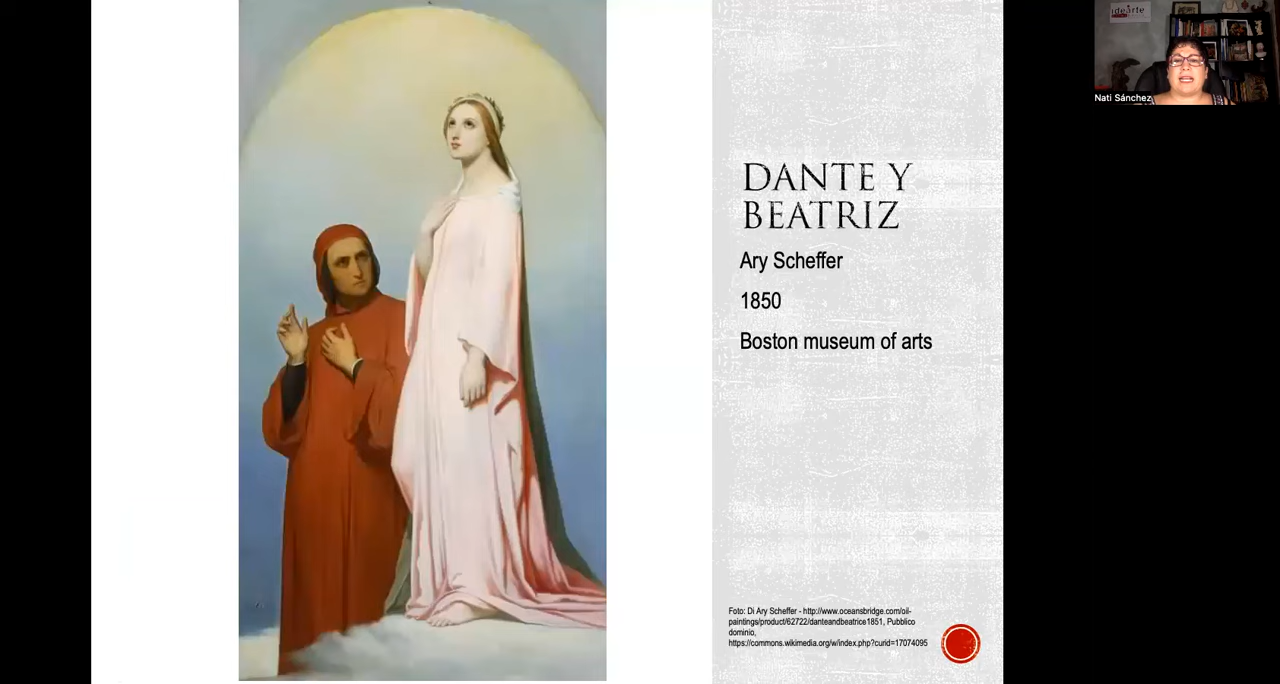 DANTE Y
BEATRIZ
Ary Scheffer
1850
Boston museum of arts
Foto: Di Ary Scheffer - http://www.oceansbridge.com/oil-
paintings/product/62722/danteandbeatrice1851, Pubblico
dominio,
https://commons.wikimedia.org/w/index.php?curid=17074095
idearte
Nati Sánchez